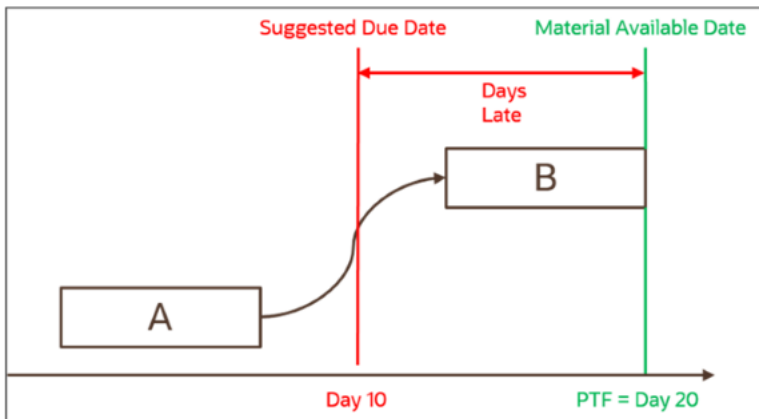 Suggested Due Date
Material Available Date
Days
Late
B
A
Day 10
PTF = Day 20